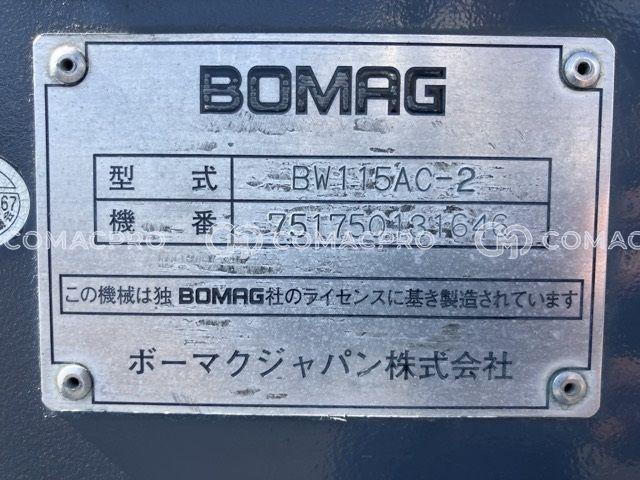 BOMAG
型式 BW115AC-2
機番 751750131646
この機械は独BOMAG社のライセンスに基き製造されています
ボーマクジャパン株式会社
67
COMACPRO COMACPRO COMAC